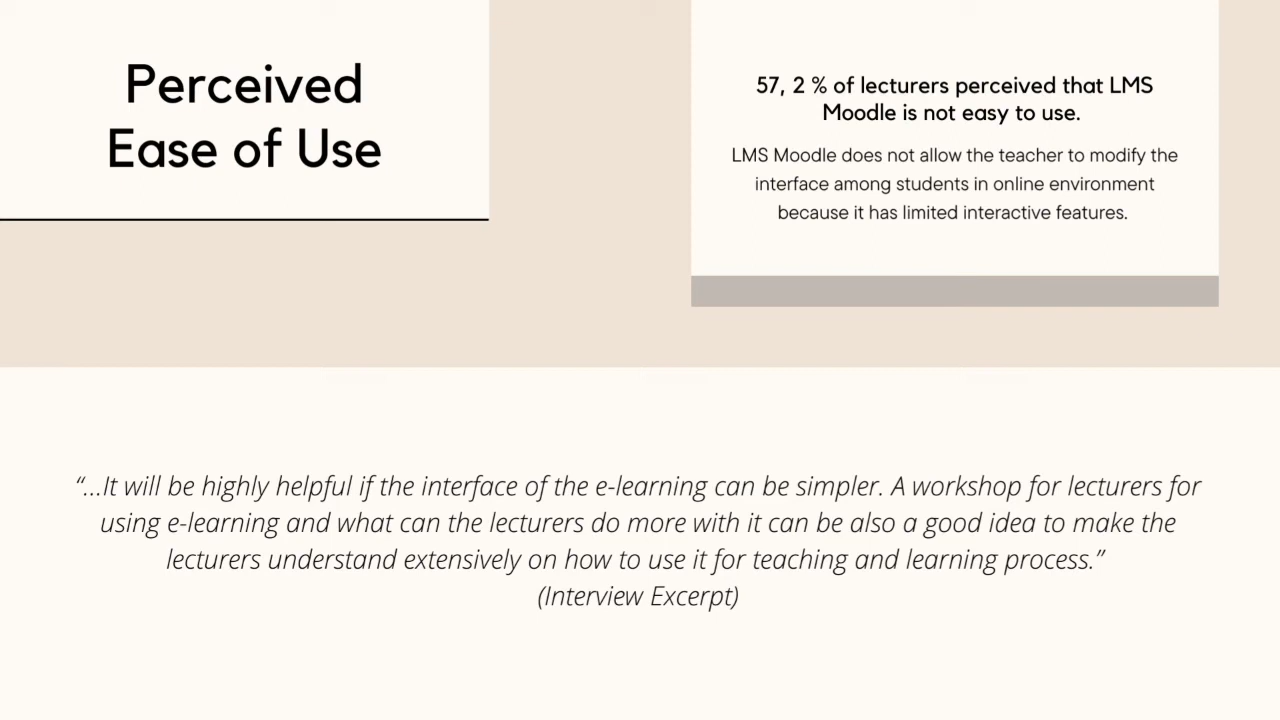 Perceived
Ease of Use
57, 2 % of lecturers perceived that LMS
Moodle is not easy to use.
LMS Moodle does not allow the teacher to modify the
interface among students in online environment
because it has limited interactive features.
“...It will be highly helpful if the interface of the e-learning can be simpler. A workshop for lecturers for
using e-learning and what can the lecturers do more with it can be also a good idea to make the
lecturers understand extensively on how to use it for teaching and learning process.”
(Interview Excerpt)